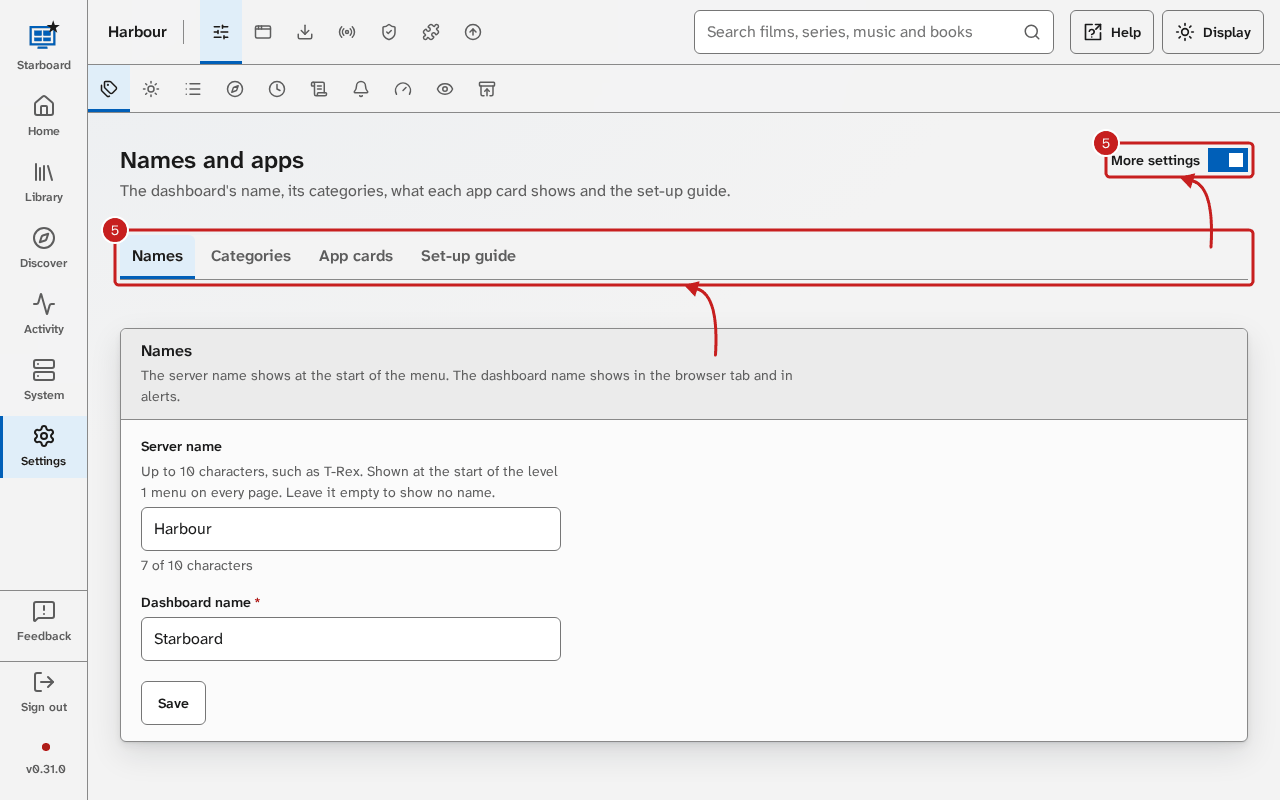 Starboard
Home
Library
Discover
Activity
System
Settings
Feedback
Sign out
v0.31.0
Harbour
Search films, series, music and books
Help
Display
Names and apps
The dashboard's name, its categories, what each app card shows and the set-up guide.
5
More settings
5
Names
Categories
App cards
Set-up guide
Names
The server name shows at the start of the menu. The dashboard name shows in the browser tab and in
alerts.
Server name
Up to 10 characters, such as T-Rex. Shown at the start of the level
1 menu on every page. Leave it empty to show no name.
Harbour
7 of 10 characters
Dashboard name *
Starboard
Save